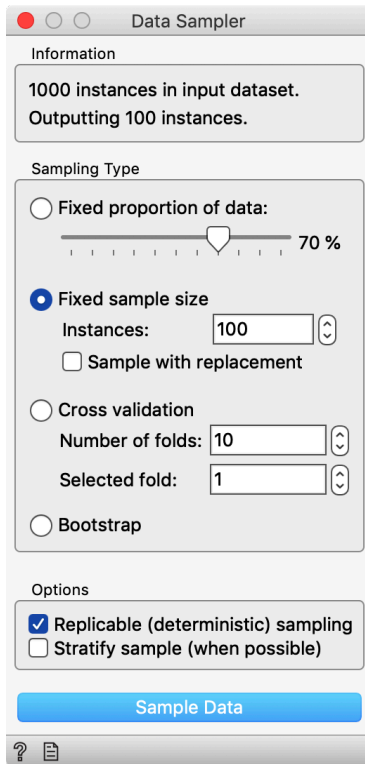 Data Sampler
Information
1000 instances in input dataset.
Outputting 100 instances.
Sampling Type
Fixed proportion of data:
70 %
Fixed sample size
Instances: 100
Sample with replacement
Cross validation
Number of folds: 10
Selected fold: 1
Bootstrap
Options
Replicable (deterministic) sampling
Stratify sample (when possible)
Sample Data
?